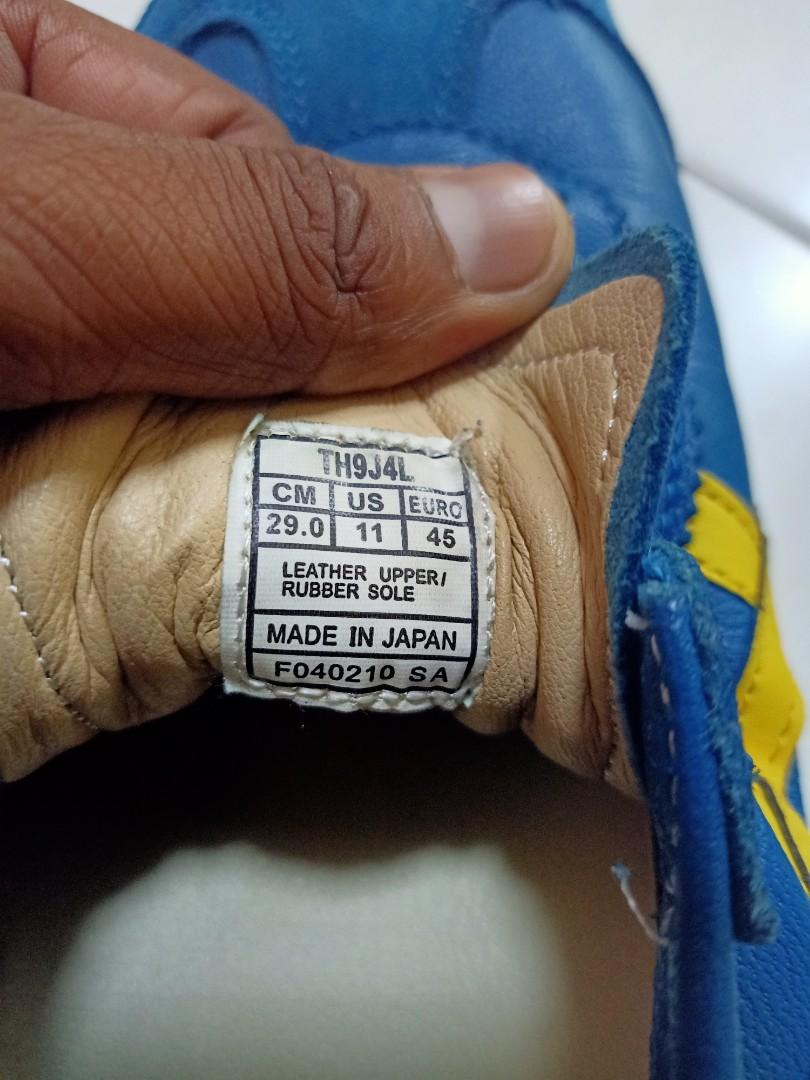 TH9J4L
CM US EURO
29.0 11 45
LEATHER UPPER/
RUBBER SOLE
MADE IN JAPAN
F040210 SA